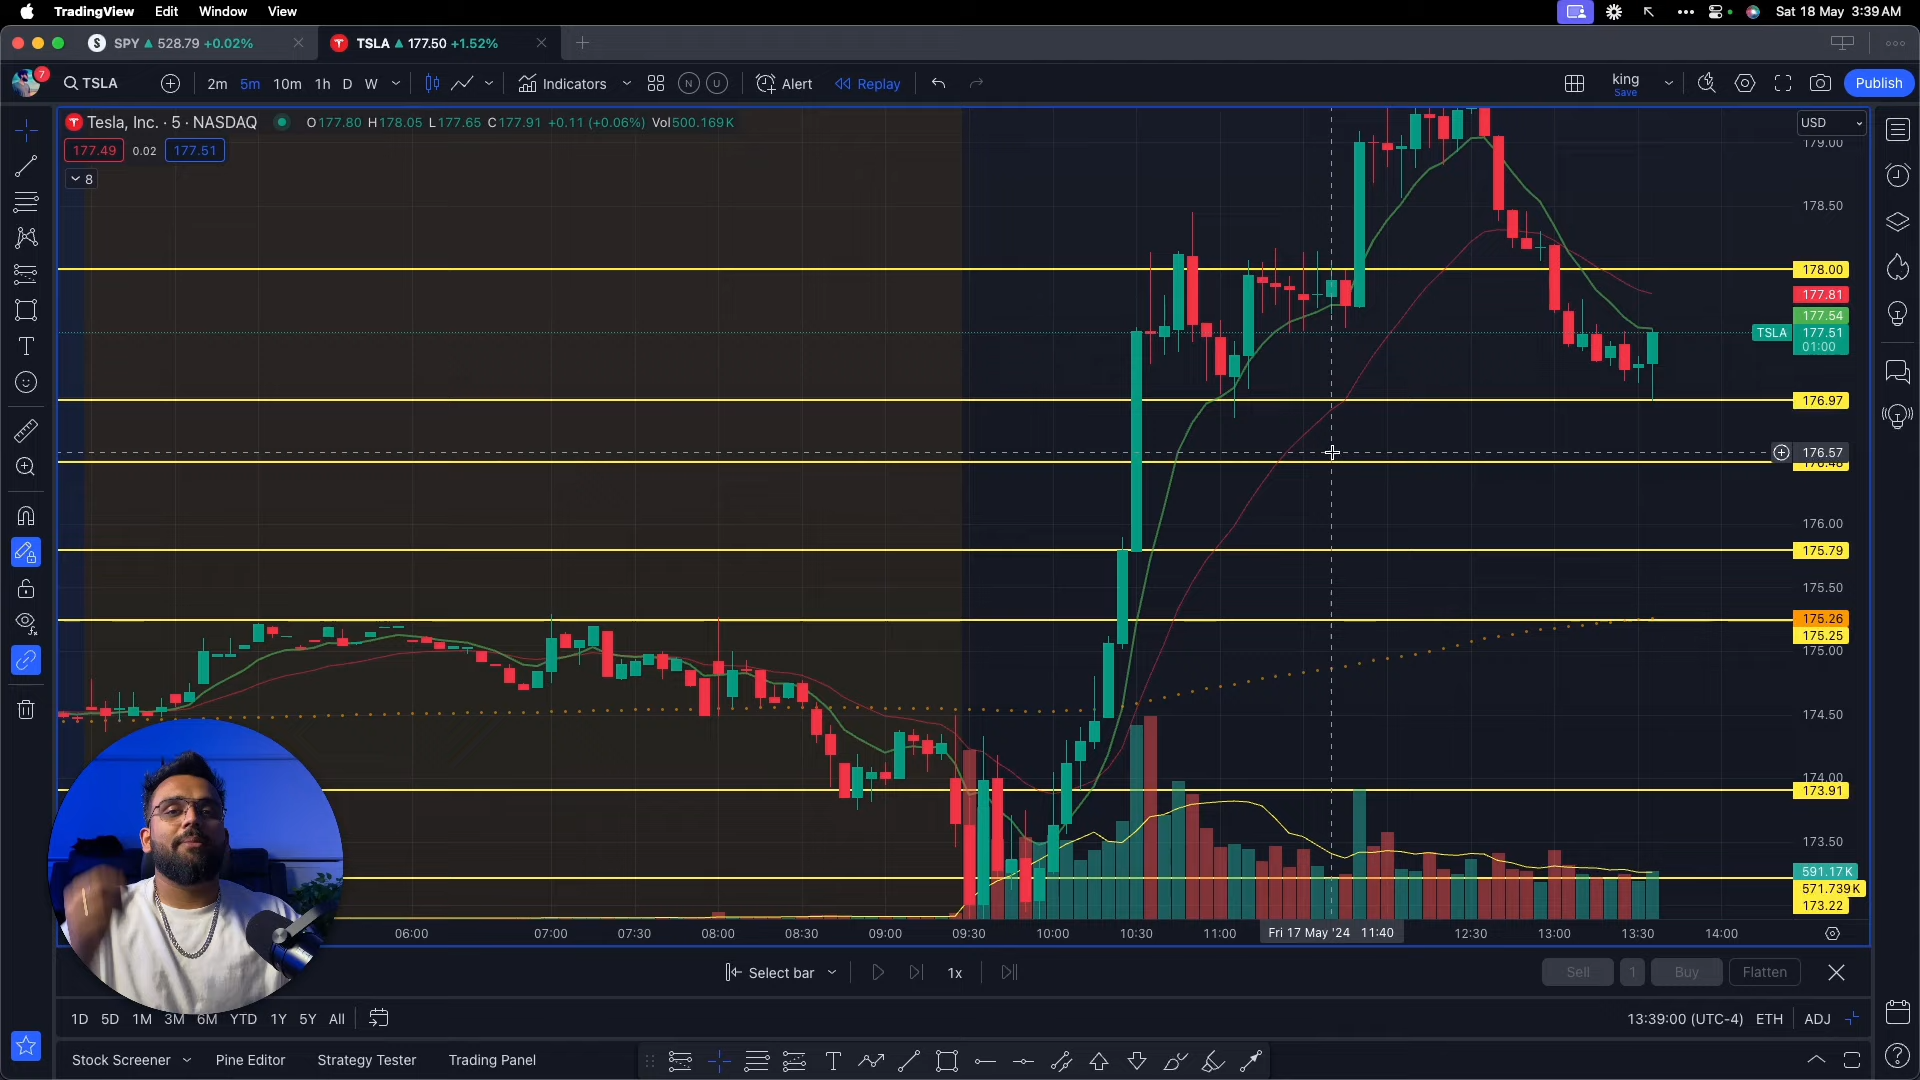 TradingView Edit Window View Sat 18 May 3:39 AM
S SPY 528.79 +0.02% TSLA 177.50 +1.52%
7 TSLA 2m 5m 10m 1h D W Indicators N U Alert Replay king Save Publish
Tesla, Inc. · 5 · NASDAQ O177.80 H178.05 L177.65 C177.91 +0.11 (+0.06%) Vol500.169K USD
179.00
177.49 0.02 177.51
8
178.50
178.00
177.81
177.54
TSLA 177.51
01:00
176.97
176.57
176.48
176.00
175.79
175.50
175.26
175.25
175.00
174.50
174.00
173.91
173.50
591.17K
571.739K
173.22
06:00 07:00 07:30 08:00 08:30 09:00 09:30 10:00 10:30 11:00 Fri 17 May '24 11:40 12:30 13:00 13:30 14:00
Select bar 1x Sell 1 Buy Flatten
1D 5D 1M 3M 6M YTD 1Y 5Y All 13:39:00 (UTC-4) ETH ADJ
Stock Screener Pine Editor Strategy Tester Trading Panel